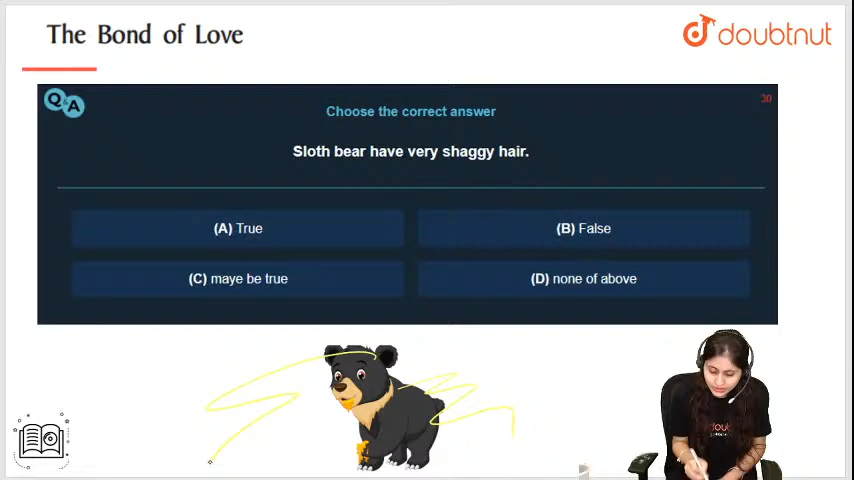 The Bond of Love
doubtnut
Q&A
Choose the correct answer
30
Sloth bear have very shaggy hair.
(A) True
(B) False
(C) maye be true
(D) none of above